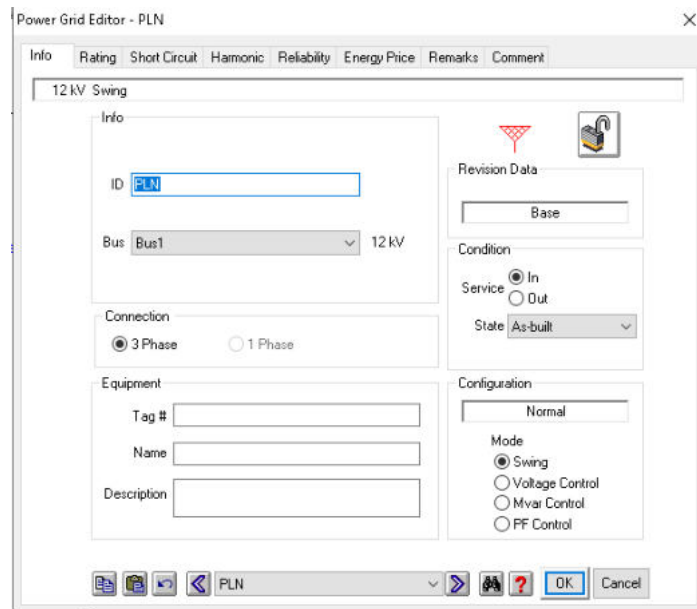 Power Grid Editor - PLN
Info Rating Short Circuit Harmonic Reliability Energy Price Remarks Comment
12 kV Swing
Info
ID PLN
Bus Bus1 12 kV
Revision Data
Base
Condition
Service In
Out
State As-built
Connection
3 Phase 1 Phase
Equipment
Tag #
Name
Description
Configuration
Normal
Mode
Swing
Voltage Control
Mvar Control
PF Control
PLN ? OK Cancel